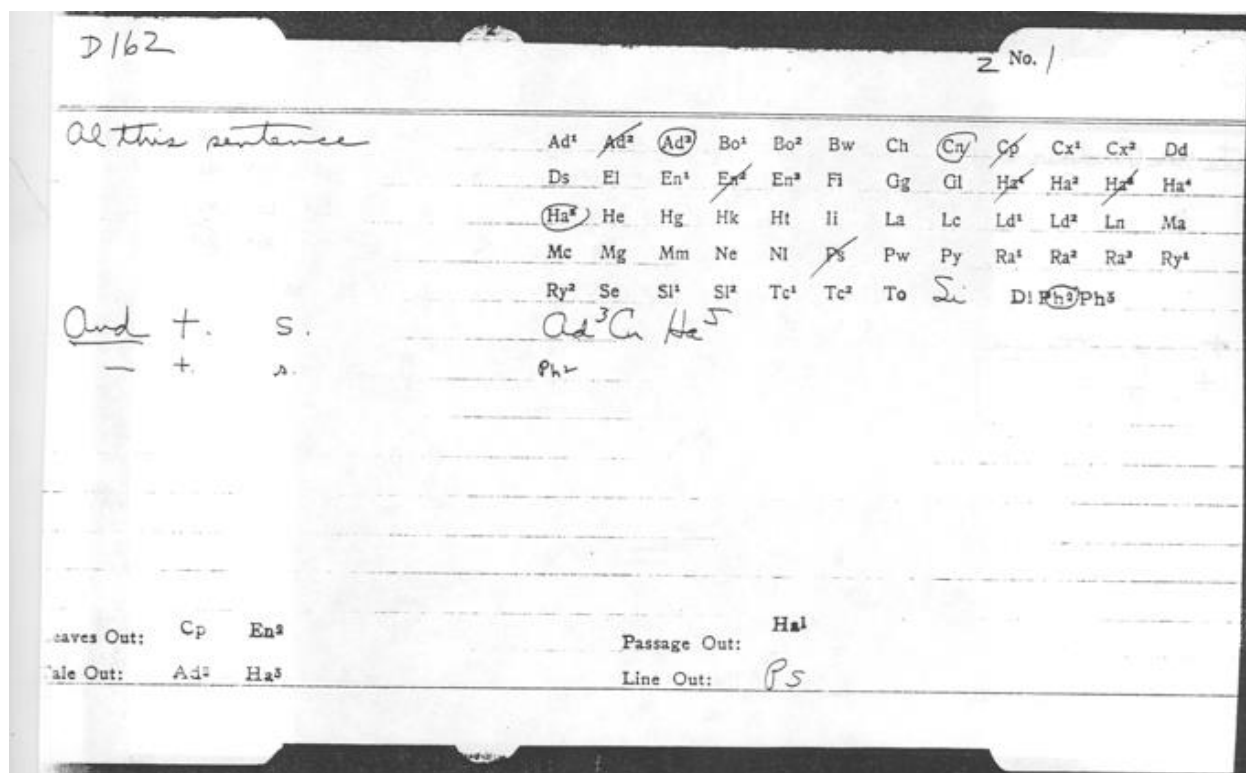 D162
2 No. 1
Al this sentence
Ad¹ Ad² Ad³ Bo¹ Bo² Bw Ch Cn Cp Cx¹ Cx² Dd
Ds El En¹ En² En³ Fi Gg Gl Ha¹ Ha² Ha³ Ha⁴
Ha⁵ He Hg Hk Ht Ii La Lc Ld¹ Ld² Ln Ma
Mc Mg Mm Ne Nl Ps Pw Py Ra¹ Ra² Ra³ Ry¹
Ry² Se Sl¹ Sl² Tc¹ Tc² To Si Dl Ph² Ph³
And +. S. Ad³ Cn Ha⁵
— +. s. Ph²
eaves Out: Cp En² Passage Out: Ha¹
ale Out: Ad² Ha³ Line Out: Ps